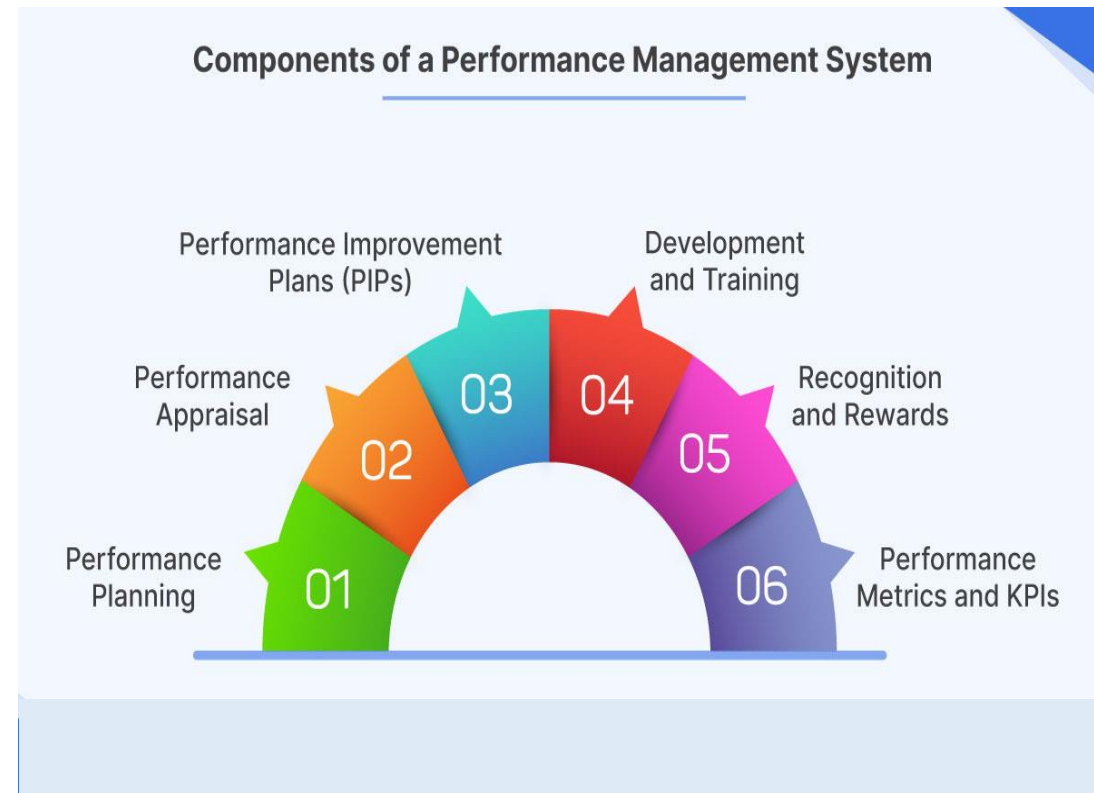 Components of a Performance Management System
Performance Improvement
Plans (PIPs)
Development
and Training
Performance
Appraisal
Recognition
and Rewards
Performance
Planning
Performance
Metrics and KPIs
01
02
03
04
05
06